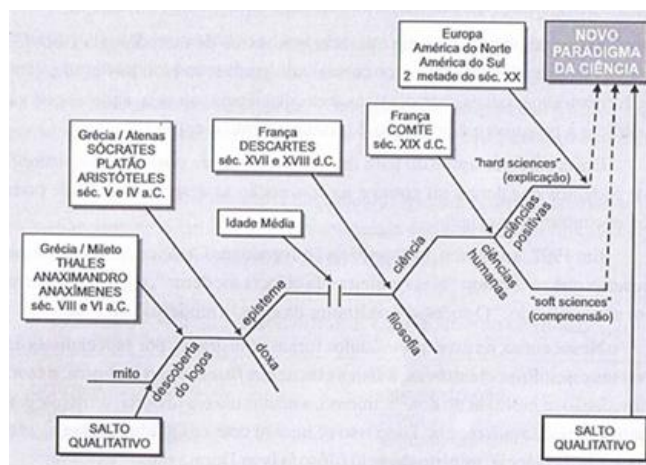 Europa
América do Norte
América do Sul
2 metade do séc. XX
NOVO
PARADIGMA
DA CIÊNCIA
Grécia / Atenas
SÓCRATES
PLATÃO
ARISTÓTELES
séc. V e IV a.C.
França
DESCARTES
séc. XVII e XVIII d.C.
França
COMTE
séc. XIX d.C.
"hard sciences"
(explicação)
Idade Média
Grécia / Mileto
THALES
ANAXIMANDRO
ANAXÍMENES
séc. VIII e VI a.C.
mito
descoberta
do logos
episteme
doxa
ciência
filosofia
ciências
positivas
ciências
humanas
"soft sciences"
(compreensão)
SALTO
QUALITATIVO
SALTO
QUALITATIVO